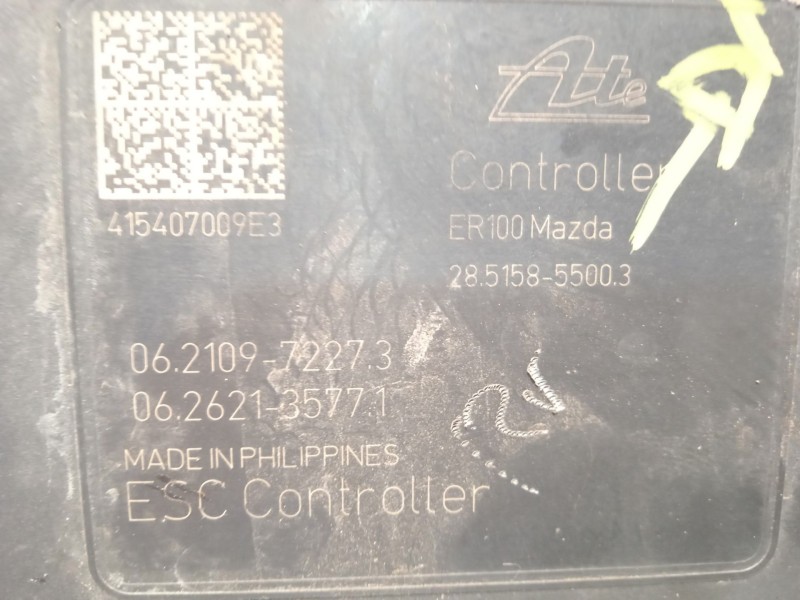 Ate
415407009E3
Controller
ER100 Mazda
28.5158-5500.3
06.2109-7227.3
06.2621-3577.1
MADE IN PHILIPPINES
ESC Controller